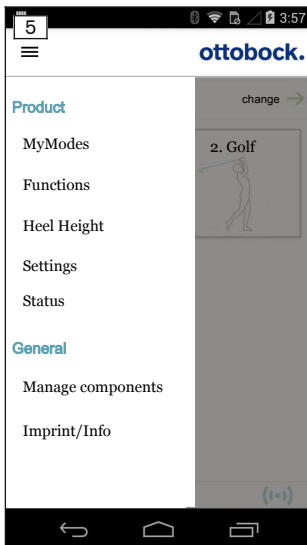 3:57
5
ottobock.
change
Product
MyModes
2. Golf
Functions
Heel Height
Settings
Status
General
Manage components
Imprint/Info